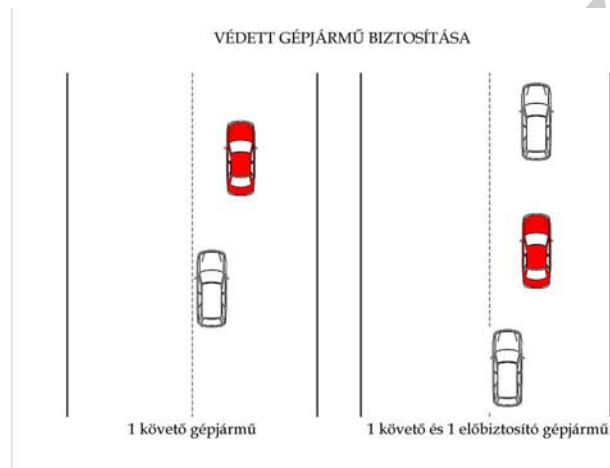 VÉDETT GÉPJÁRMŰ BIZTOSÍTÁSA
1 követő gépjármű
1 követő és 1 előbiztosító gépjármű